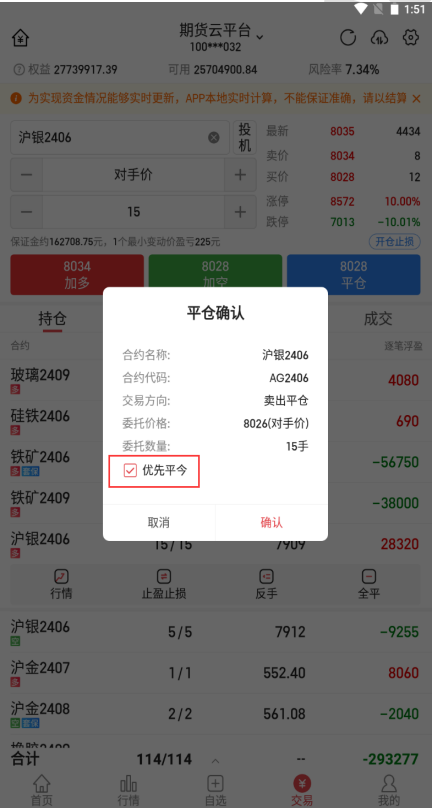 1:51
期货云平台
100***032
权益 27739917.39 可用 25704900.84 风险率 7.34%
为实现资金情况能够实时更新，APP本地实时计算，不能保证准确，请以结算
沪银2406 投机 最新 8035 4434
卖价 8034 8
对手价 买价 8028 12
涨停 8572 10.00%
15 跌停 7013 -10.01%
保证金约162708.75元，1个最小变动价盈亏225元 开仓止损
8034 8028 8028
加多 加空 平仓
持仓 成交
合约 逐笔浮盈
玻璃2409 4080
多
硅铁2406 690
多
铁矿2406 -56750
多 套保
铁矿2409 -38000
多
沪银2406 15/15 7909 28320
多
行情 止盈止损 反手 全平
沪银2406 5/5 7912 -9255
空
沪金2407 1/1 552.40 8060
多
沪金2408 2/2 561.08 -2040
空 套保
合计 114/114 -- -293277
首页 行情 自选 交易 我的
平仓确认
合约名称: 沪银2406
合约代码: AG2406
交易方向: 卖出平仓
委托价格: 8026(对手价)
委托数量: 15手
优先平今
取消 确认